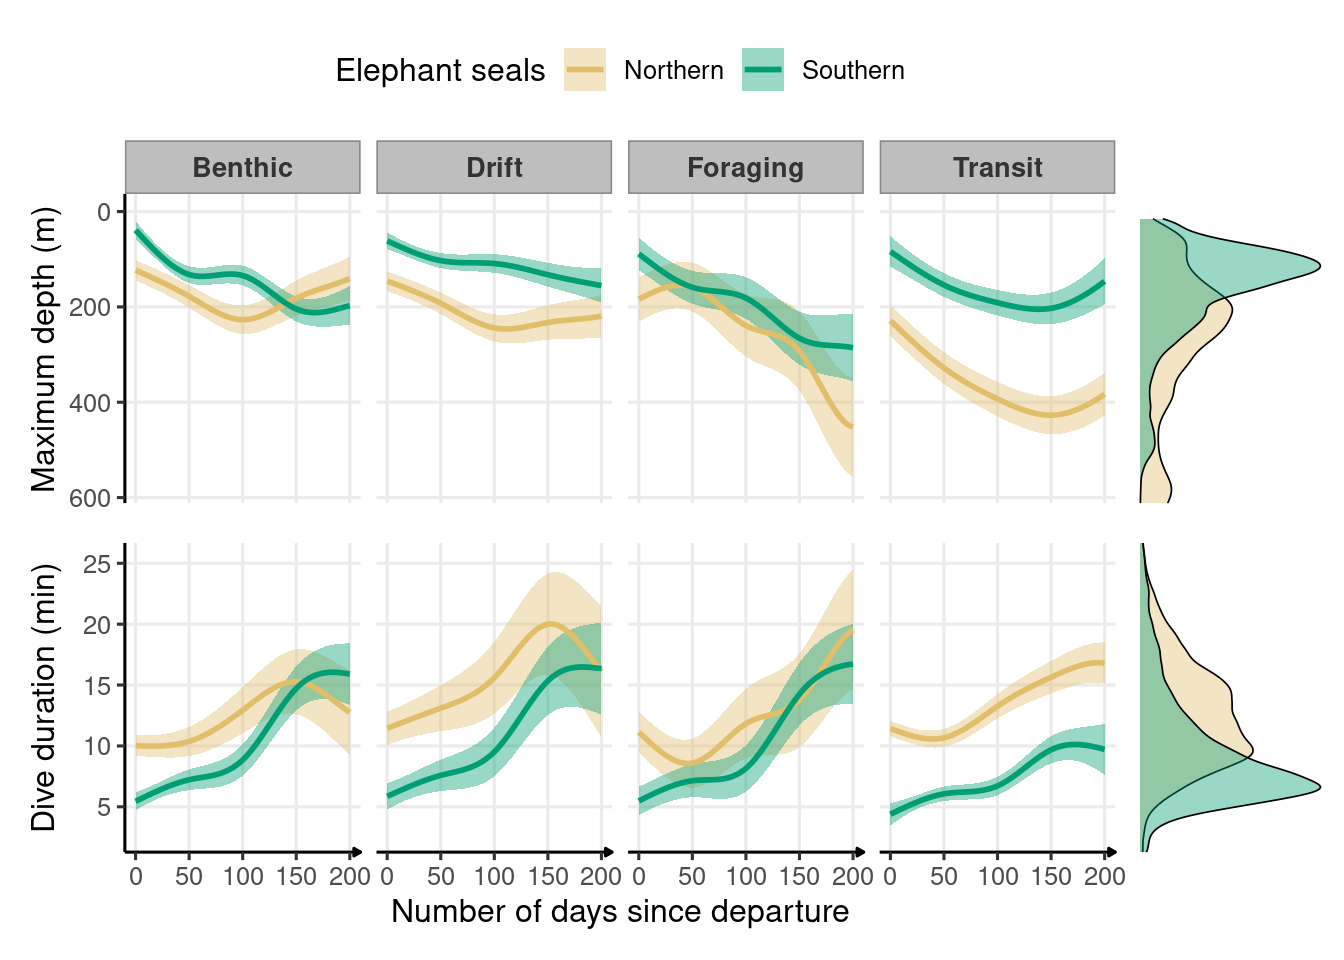 Elephant seals Northern Southern
Benthic Drift Foraging Transit
Maximum depth (m)
0
200
400
600
Dive duration (min)
25
20
15
10
5
0 50 100 150 200 0 50 100 150 200 0 50 100 150 200 0 50 100 150 200
Number of days since departure